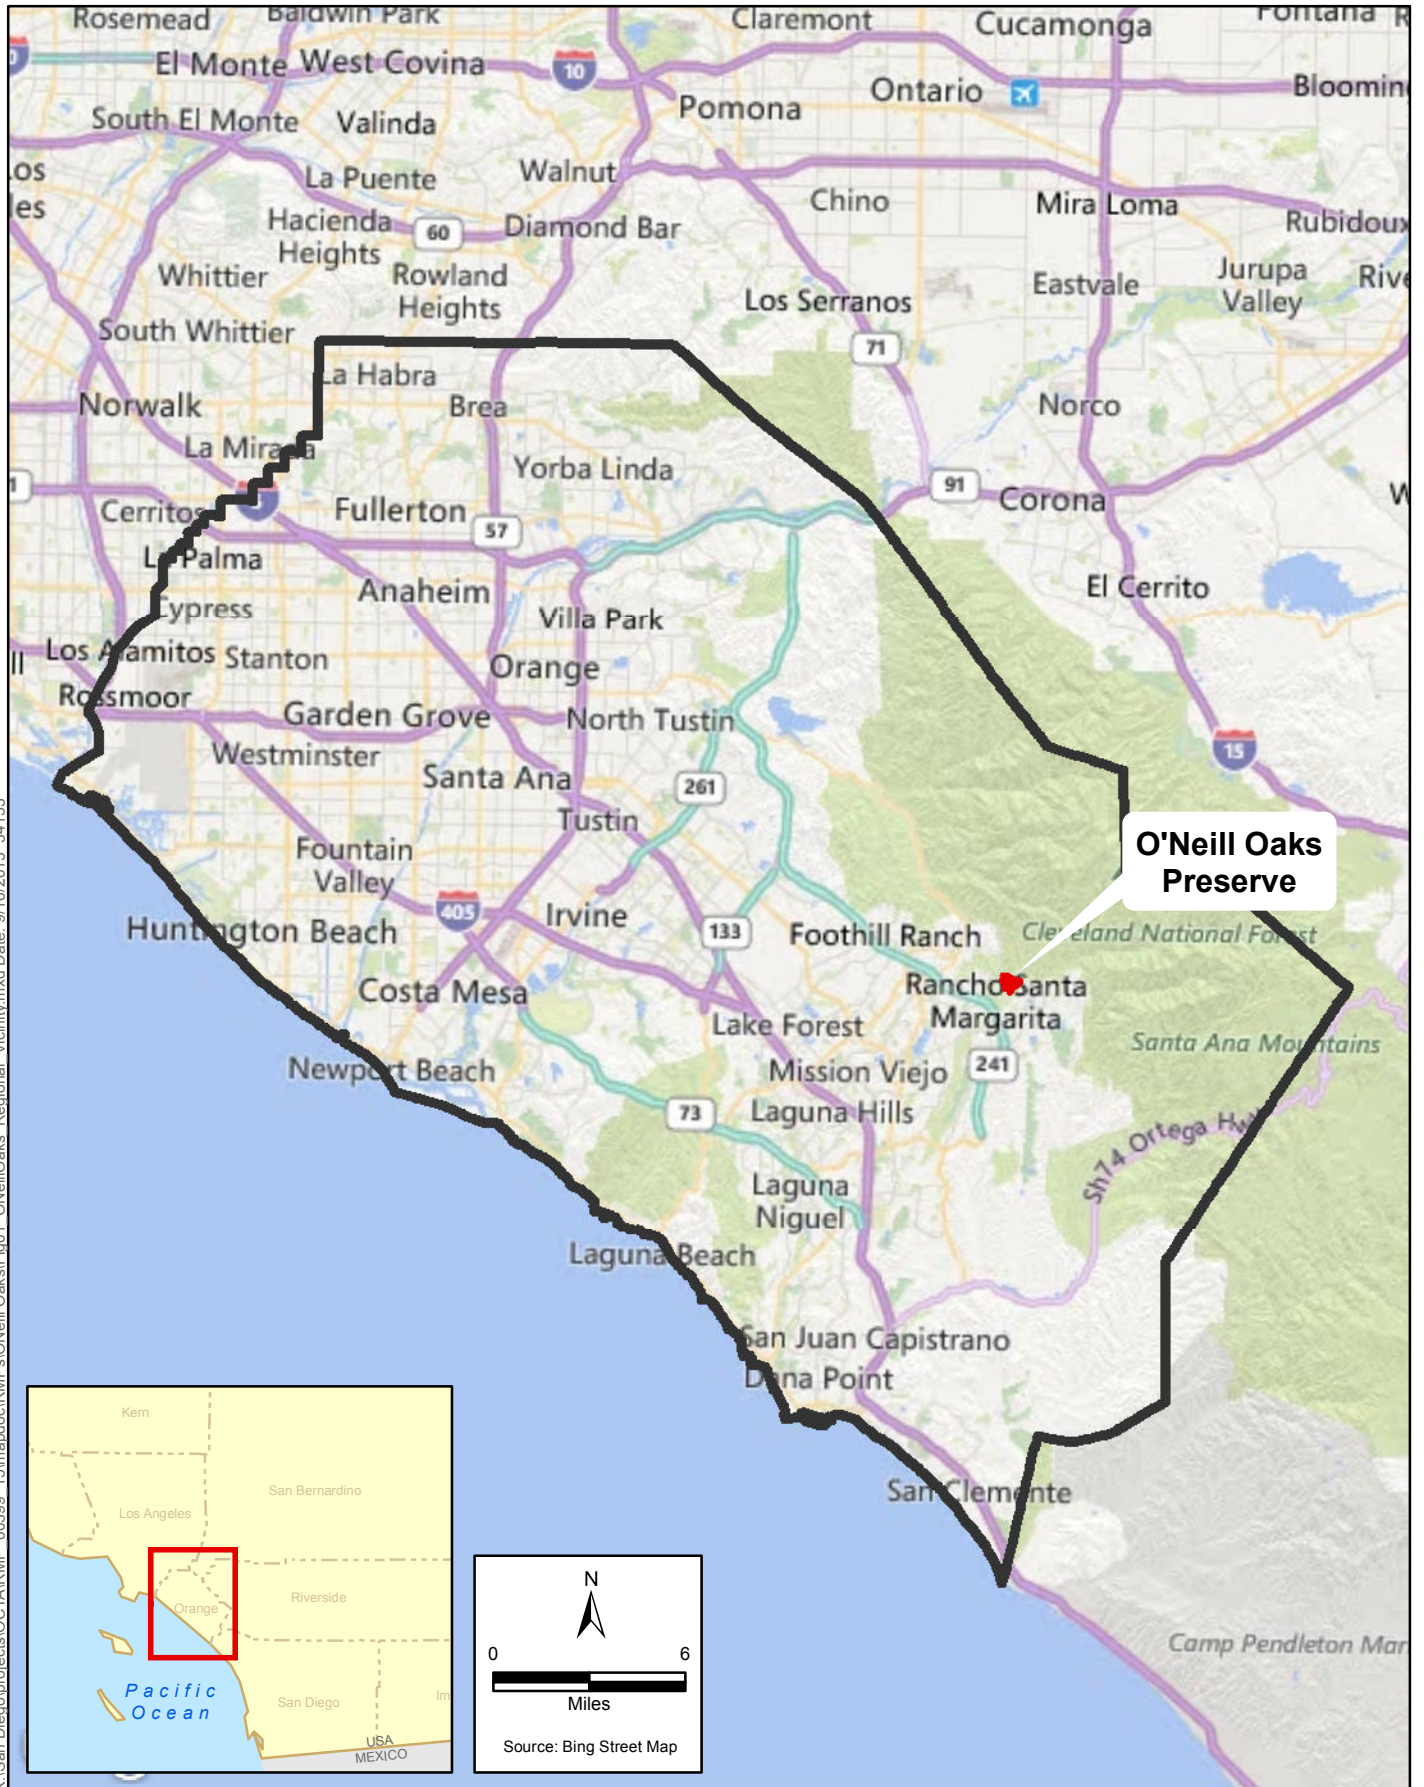 Rosemead
Baldwin Park
Claremont
Cucamonga
Fontana
El Monte
West Covina
10
Ontario
Pomona
South El Monte
Valinda
La Puente
Walnut
Chino
Mira Loma
Rubidoux
Hacienda
Heights
60
Diamond Bar
Whittier
Rowland
Heights
Los Serranos
Eastvale
Jurupa
Valley
South Whittier
71
La Habra
Norwalk
Brea
Norco
La Mirada
Yorba Linda
91
Corona
Cerritos
5
Fullerton
57
La Palma
Anaheim
El Cerrito
Cypress
Villa Park
Los Alamitos
Stanton
Orange
Rossmoor
Garden Grove
North Tustin
15
Westminster
Santa Ana
261
Tustin
O'Neill Oaks
Preserve
Fountain
Valley
405
Irvine
Huntington Beach
133
Foothill Ranch
Cleveland National Forest
Costa Mesa
Rancho Santa
Margarita
Lake Forest
Santa Ana Mountains
Newport Beach
Mission Viejo
241
73
Laguna Hills
Sh74 Ortega Hwy
Laguna
Niguel
Laguna Beach
San Juan Capistrano
Dana Point
San Clemente
Camp Pendleton Mar
Kern
San Bernardino
Los Angeles
Riverside
Orange
Pacific
Ocean
San Diego
Im
USA
MEXICO
N
0 6
Miles
Source: Bing Street Map